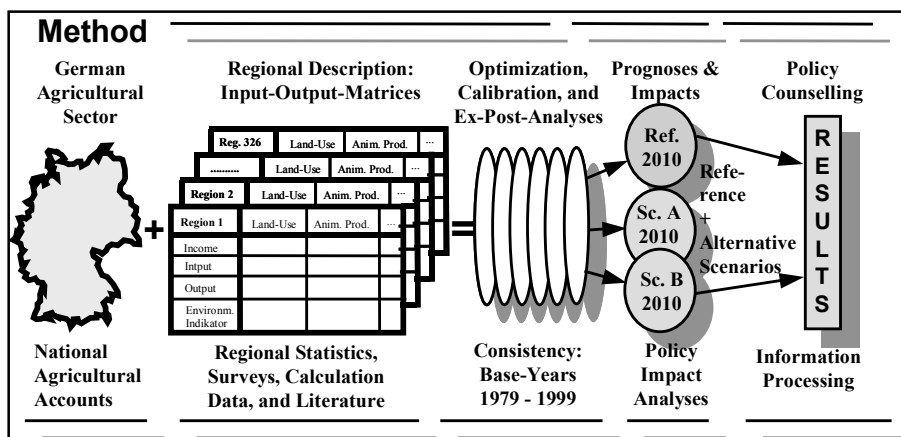 Method
German
Agricultural
Sector
Regional Description:
Input-Output-Matrices
Optimization,
Calibration, and
Ex-Post-Analyses
Prognoses &
Impacts
Policy
Counselling
Reg. 326 Land-Use Anim. Prod. ...
.......... Land-Use Anim. Prod. ...
Region 2 Land-Use Anim. Prod. ...
Region 1 Land-Use Anim. Prod. ...
Income
Intput
Output
Environm.
Indikator
+
=
Ref.
2010
Sc. A
2010
Sc. B
2010
Refe-
rence
+
Alternative
Scenarios
RESULTS
National
Agricultural
Accounts
Regional Statistics,
Surveys, Calculation
Data, and Literature
Consistency:
Base-Years
1979 - 1999
Policy
Impact
Analyses
Information
Processing